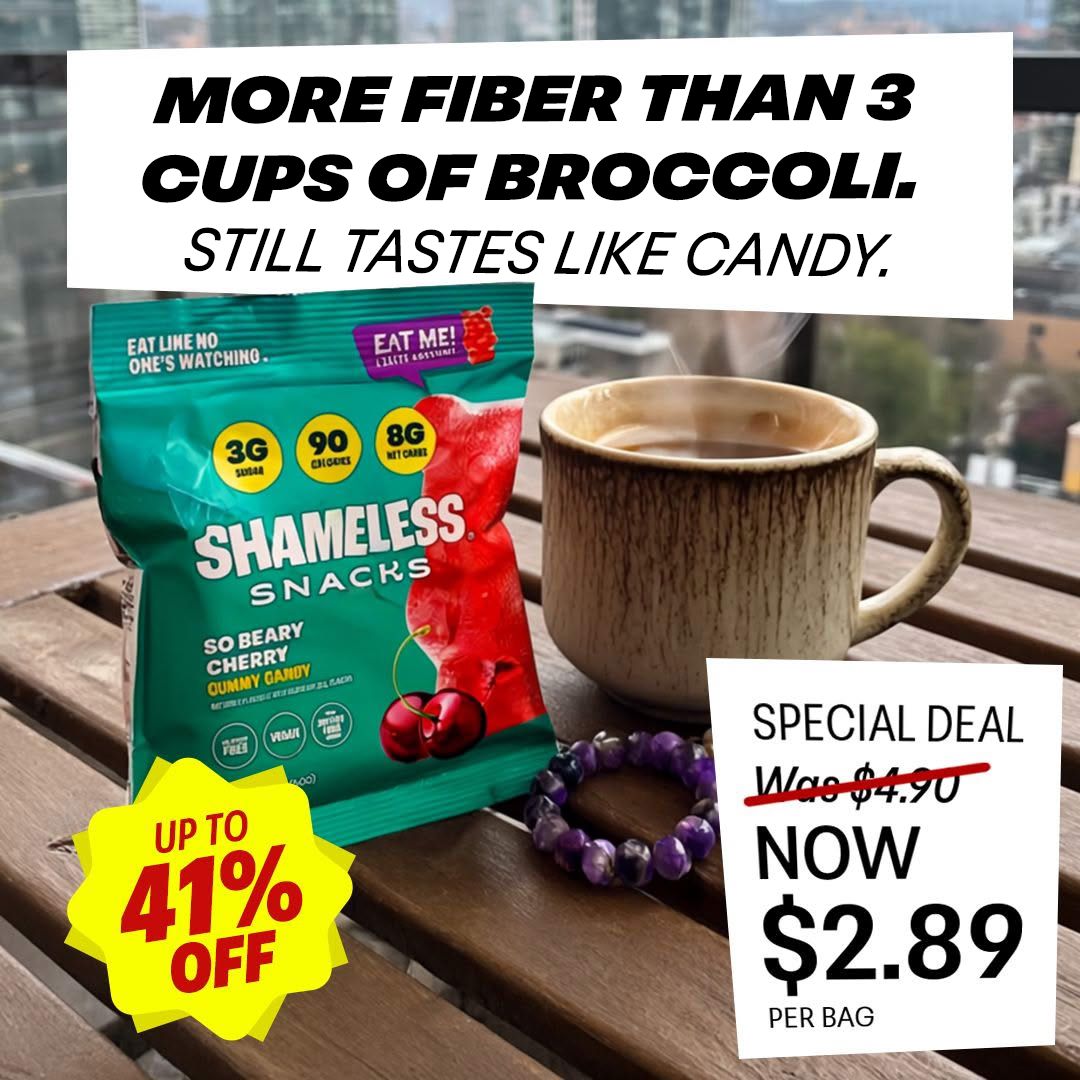 MORE FIBER THAN 3
CUPS OF BROCCOLI.
STILL TASTES LIKE CANDY.
EAT LIKE NO
ONE'S WATCHING.
EAT ME!
3G
90
8G
SHAMELESS
SNACKS
SO BEARY
CHERRY
GUMMY CANDY
UP TO
41%
OFF
SPECIAL DEAL
Was $4.90
NOW
$2.89
PER BAG